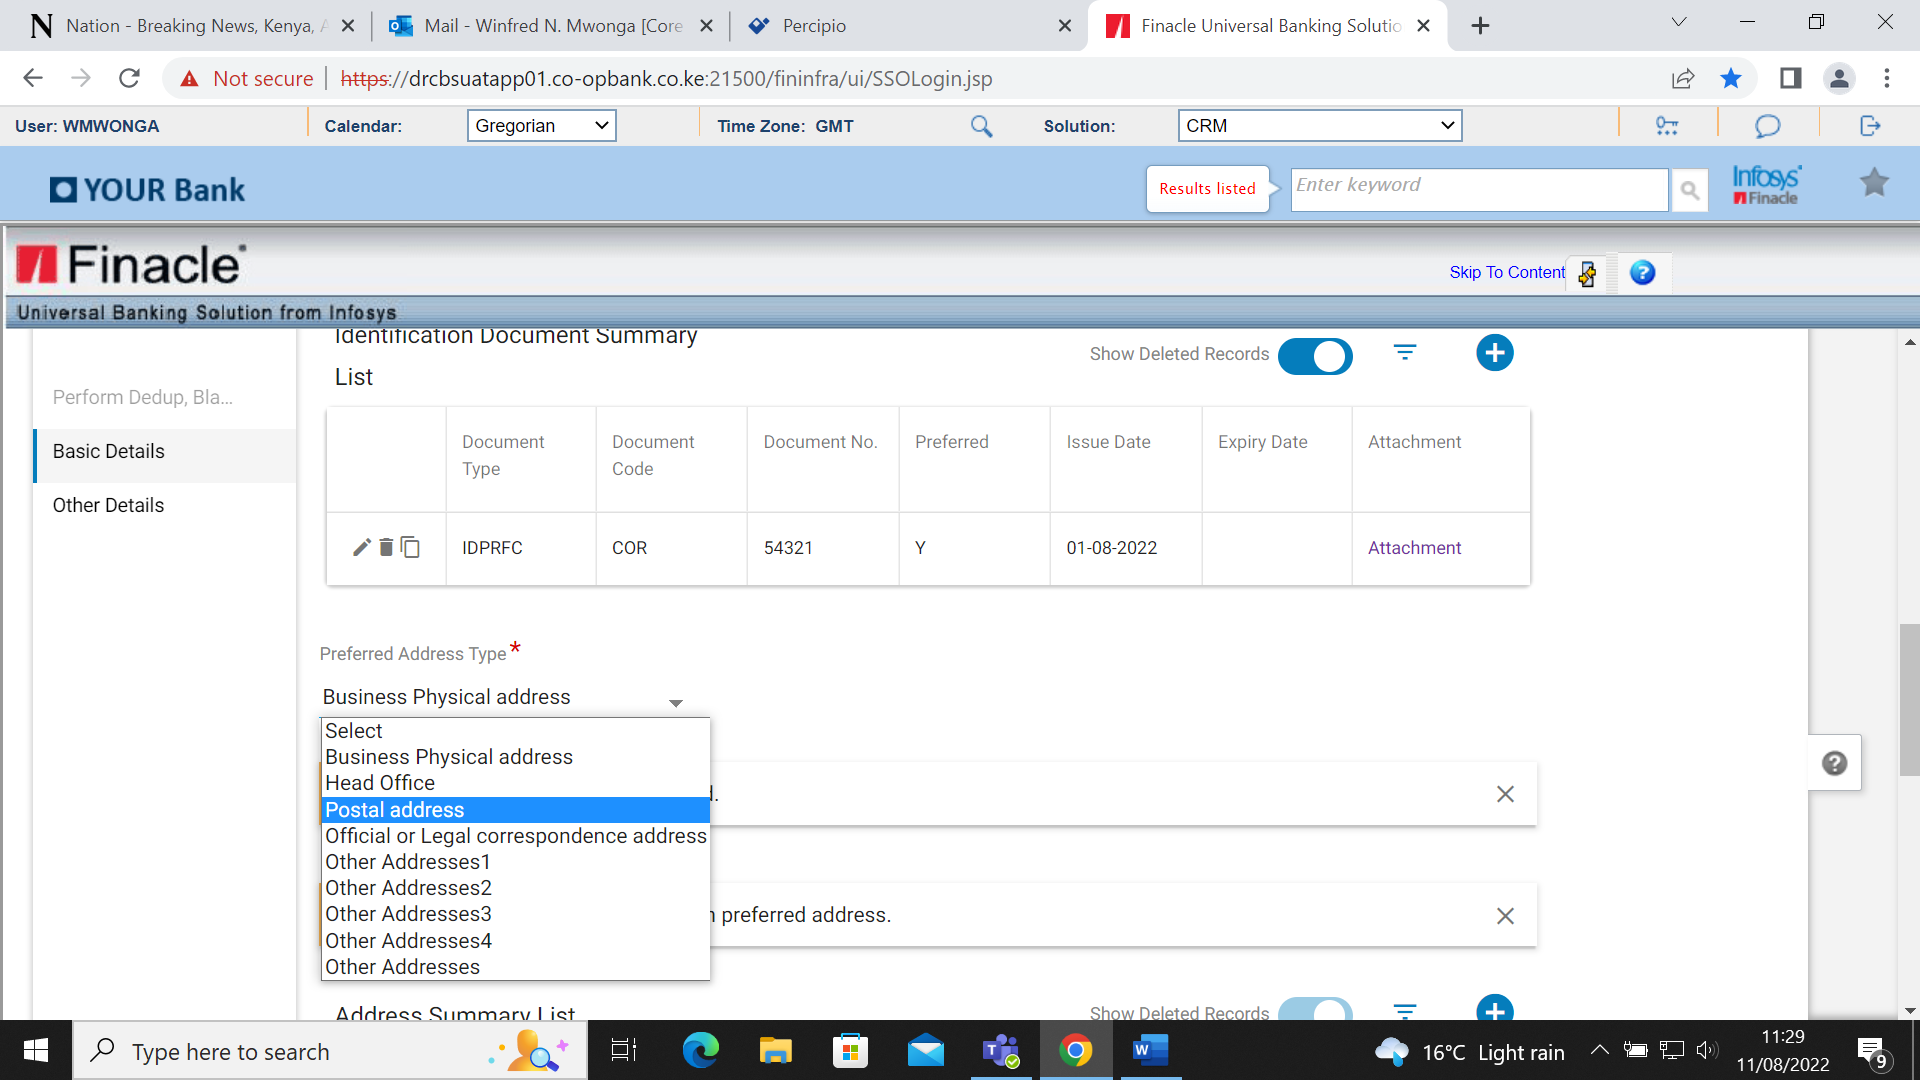 Nation - Breaking News, Kenya, A
Mail - Winfred N. Mwonga [Core
Percipio
Finacle Universal Banking Solutio
Not secure
https://drcbsuatapp01.co-opbank.co.ke:21500/fininfra/ui/SSOLogin.jsp
User: WMWONGA
Calendar:
Gregorian
Time Zone: GMT
Solution:
CRM
YOUR Bank
Results listed
Enter keyword
Infosys
Finacle
Finacle
Skip To Content
Universal Banking Solution from Infosys
Identification Document Summary
List
Show Deleted Records
Perform Dedup, Bla...
Basic Details
Other Details
Document Type
Document Code
Document No.
Preferred
Issue Date
Expiry Date
Attachment
IDPRFC
COR
54321
Y
01-08-2022
Attachment
Preferred Address Type*
Business Physical address
Select
Business Physical address
Head Office
Postal address
Official or Legal correspondence address
Other Addresses1
Other Addresses2
Other Addresses3
Other Addresses4
Other Addresses
preferred address.
Address Summary List
Show Deleted Records
Type here to search
16°C Light rain
11:29
11/08/2022
9